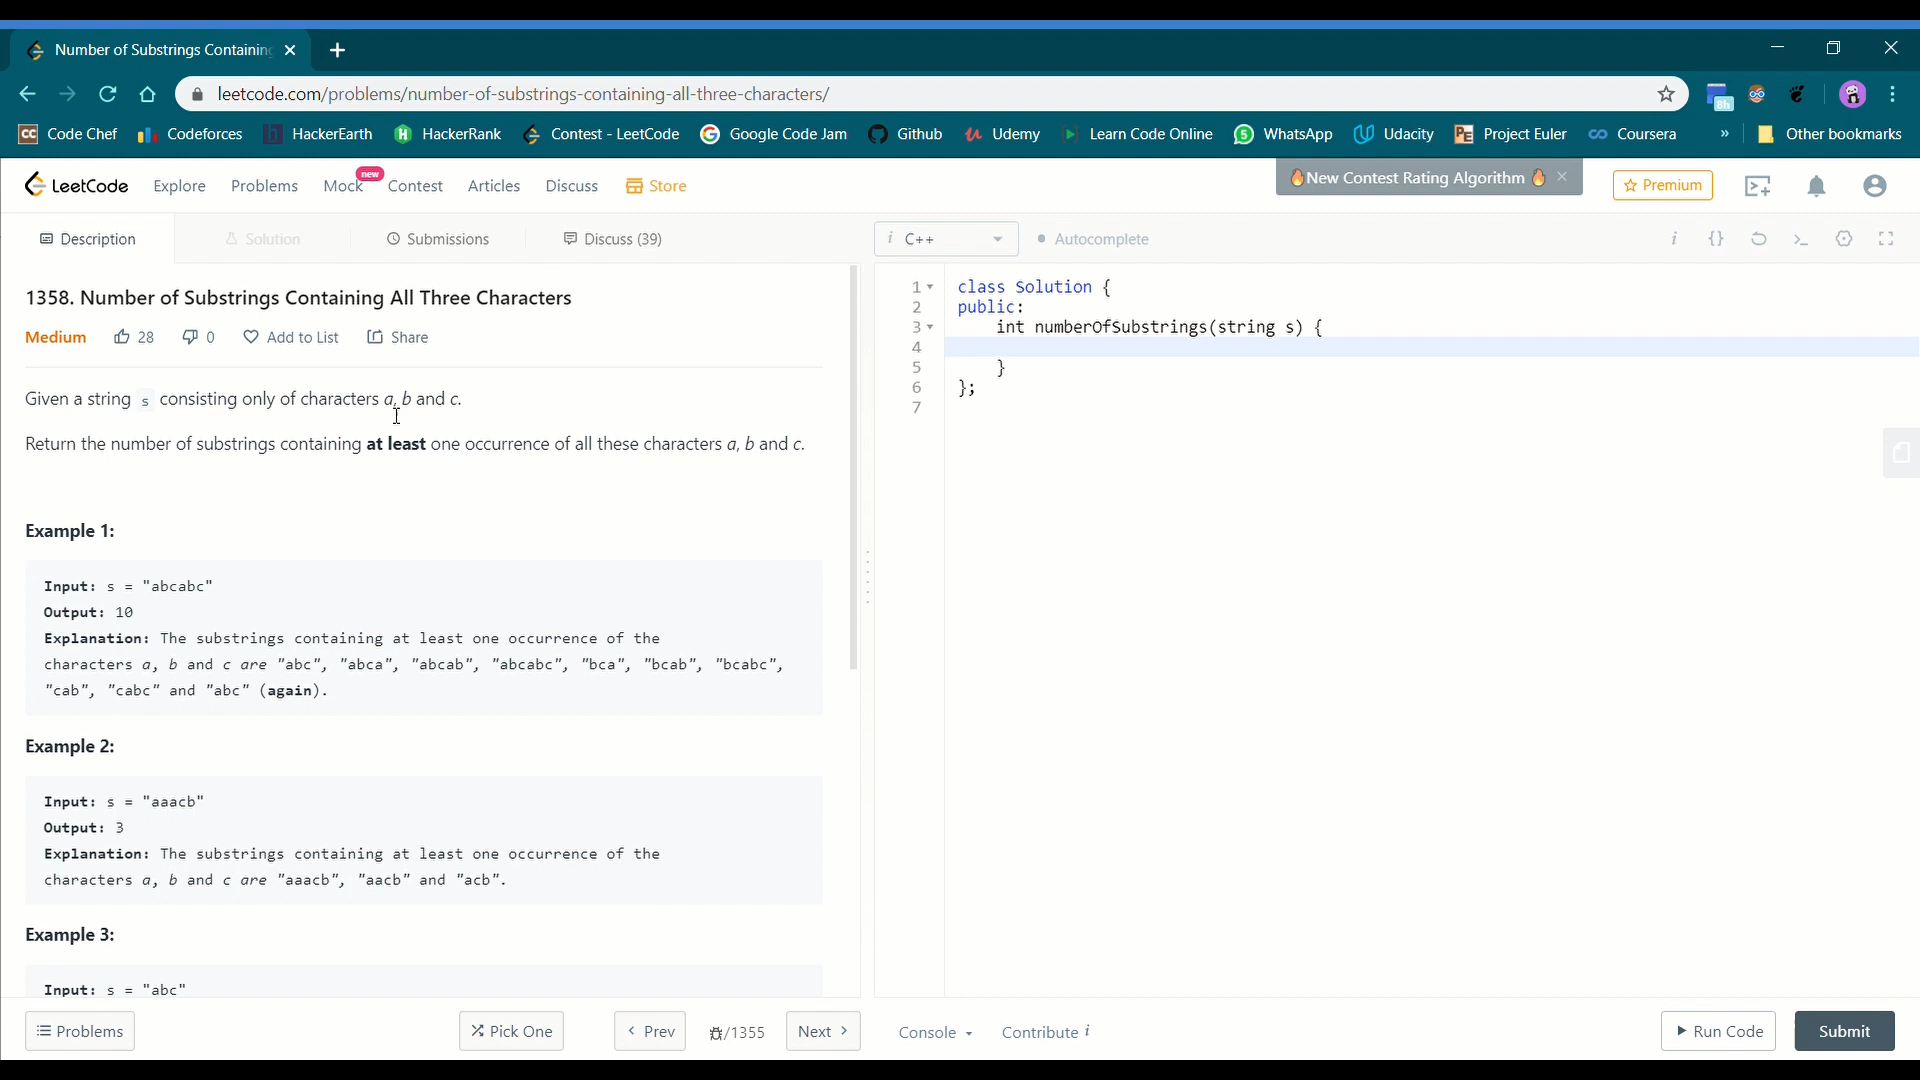 Number of Substrings Containing
leetcode.com/problems/number-of-substrings-containing-all-three-characters/
8h
CC Code Chef Codeforces HackerEarth HackerRank Contest - LeetCode Google Code Jam Github Udemy Learn Code Online WhatsApp Udacity PE Project Euler Coursera » Other bookmarks
LeetCode Explore Problems Mock new Contest Articles Discuss Store
🔥New Contest Rating Algorithm 🔥 ×
Premium
Description Solution Submissions Discuss (39)
i C++ Autocomplete
i {}
1358. Number of Substrings Containing All Three Characters
Medium 28 0 Add to List Share
Given a string s consisting only of characters a, b and c.
Return the number of substrings containing at least one occurrence of all these characters a, b and c.
Example 1:
Input: s = "abcabc"
Output: 10
Explanation: The substrings containing at least one occurrence of the
characters a, b and c are "abc", "abca", "abcab", "abcabc", "bca", "bcab", "bcabc",
"cab", "cabc" and "abc" (again).
Example 2:
Input: s = "aaacb"
Output: 3
Explanation: The substrings containing at least one occurrence of the
characters a, b and c are "aaacb", "aacb" and "acb".
Example 3:
Input: s = "abc"
1 class Solution {
2 public:
3 int numberOfSubstrings(string s) {
4
5 }
6 };
7
Problems Pick One Prev /1355 Next Console Contribute i Run Code Submit